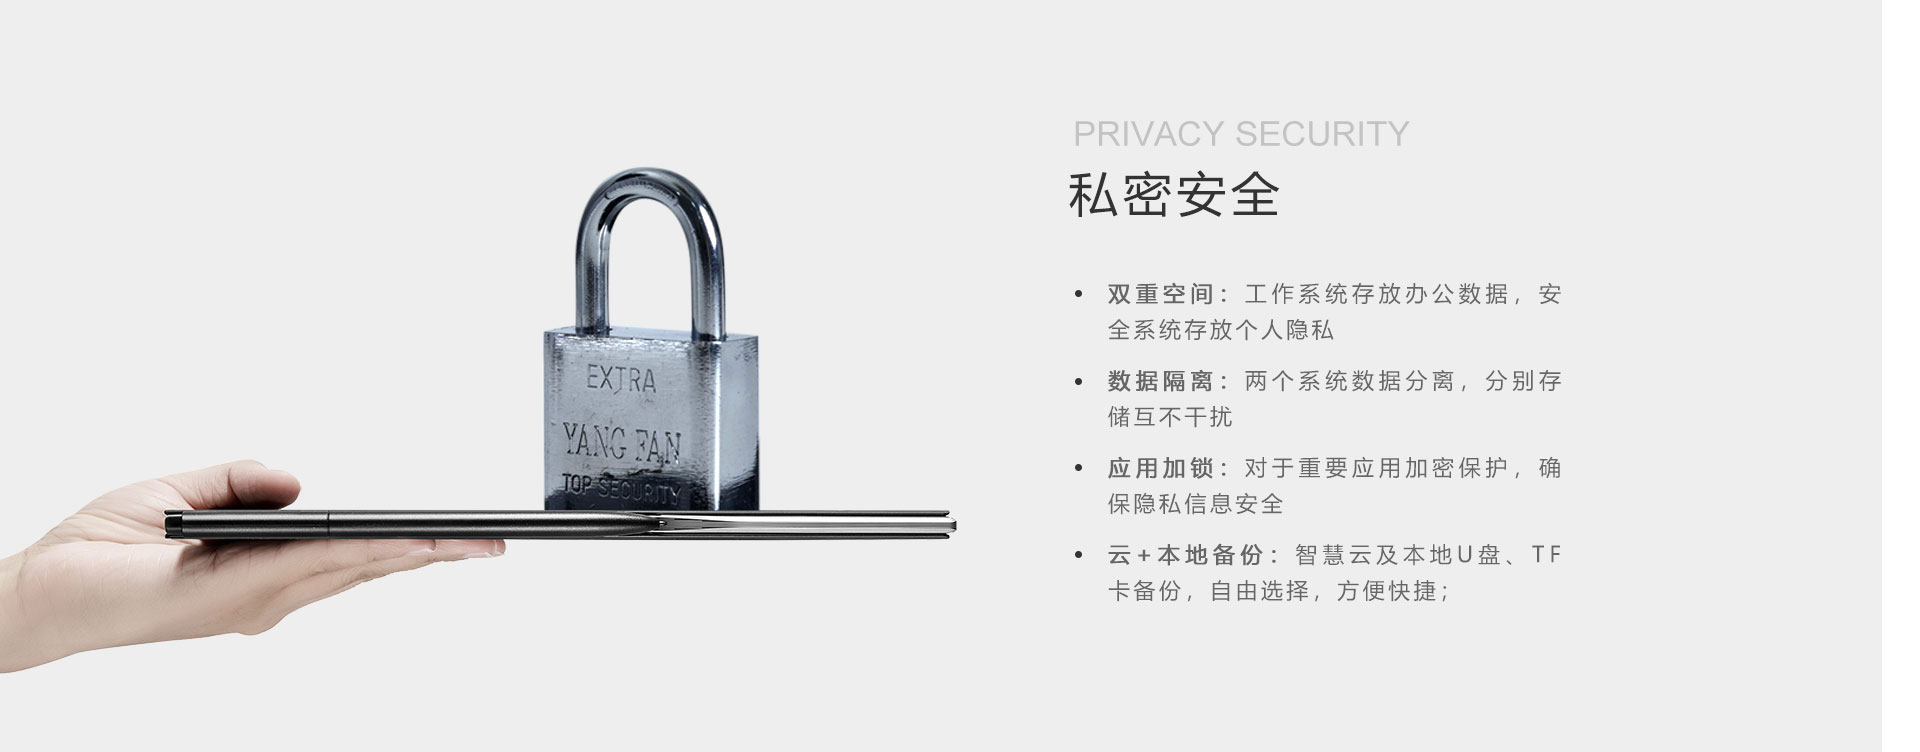 PRIVACY SECURITY
私密安全
• 双重空间：工作系统存放办公数据，安
全系统存放个人隐私
• 数据隔离：两个系统数据分离，分别存
储互不干扰
• 应用加锁：对于重要应用加密保护，确
保隐私信息安全
• 云+本地备份：智慧云及本地U盘、TF
卡备份，自由选择，方便快捷；
EXTRA
YANG FAN
TOP SECURITY